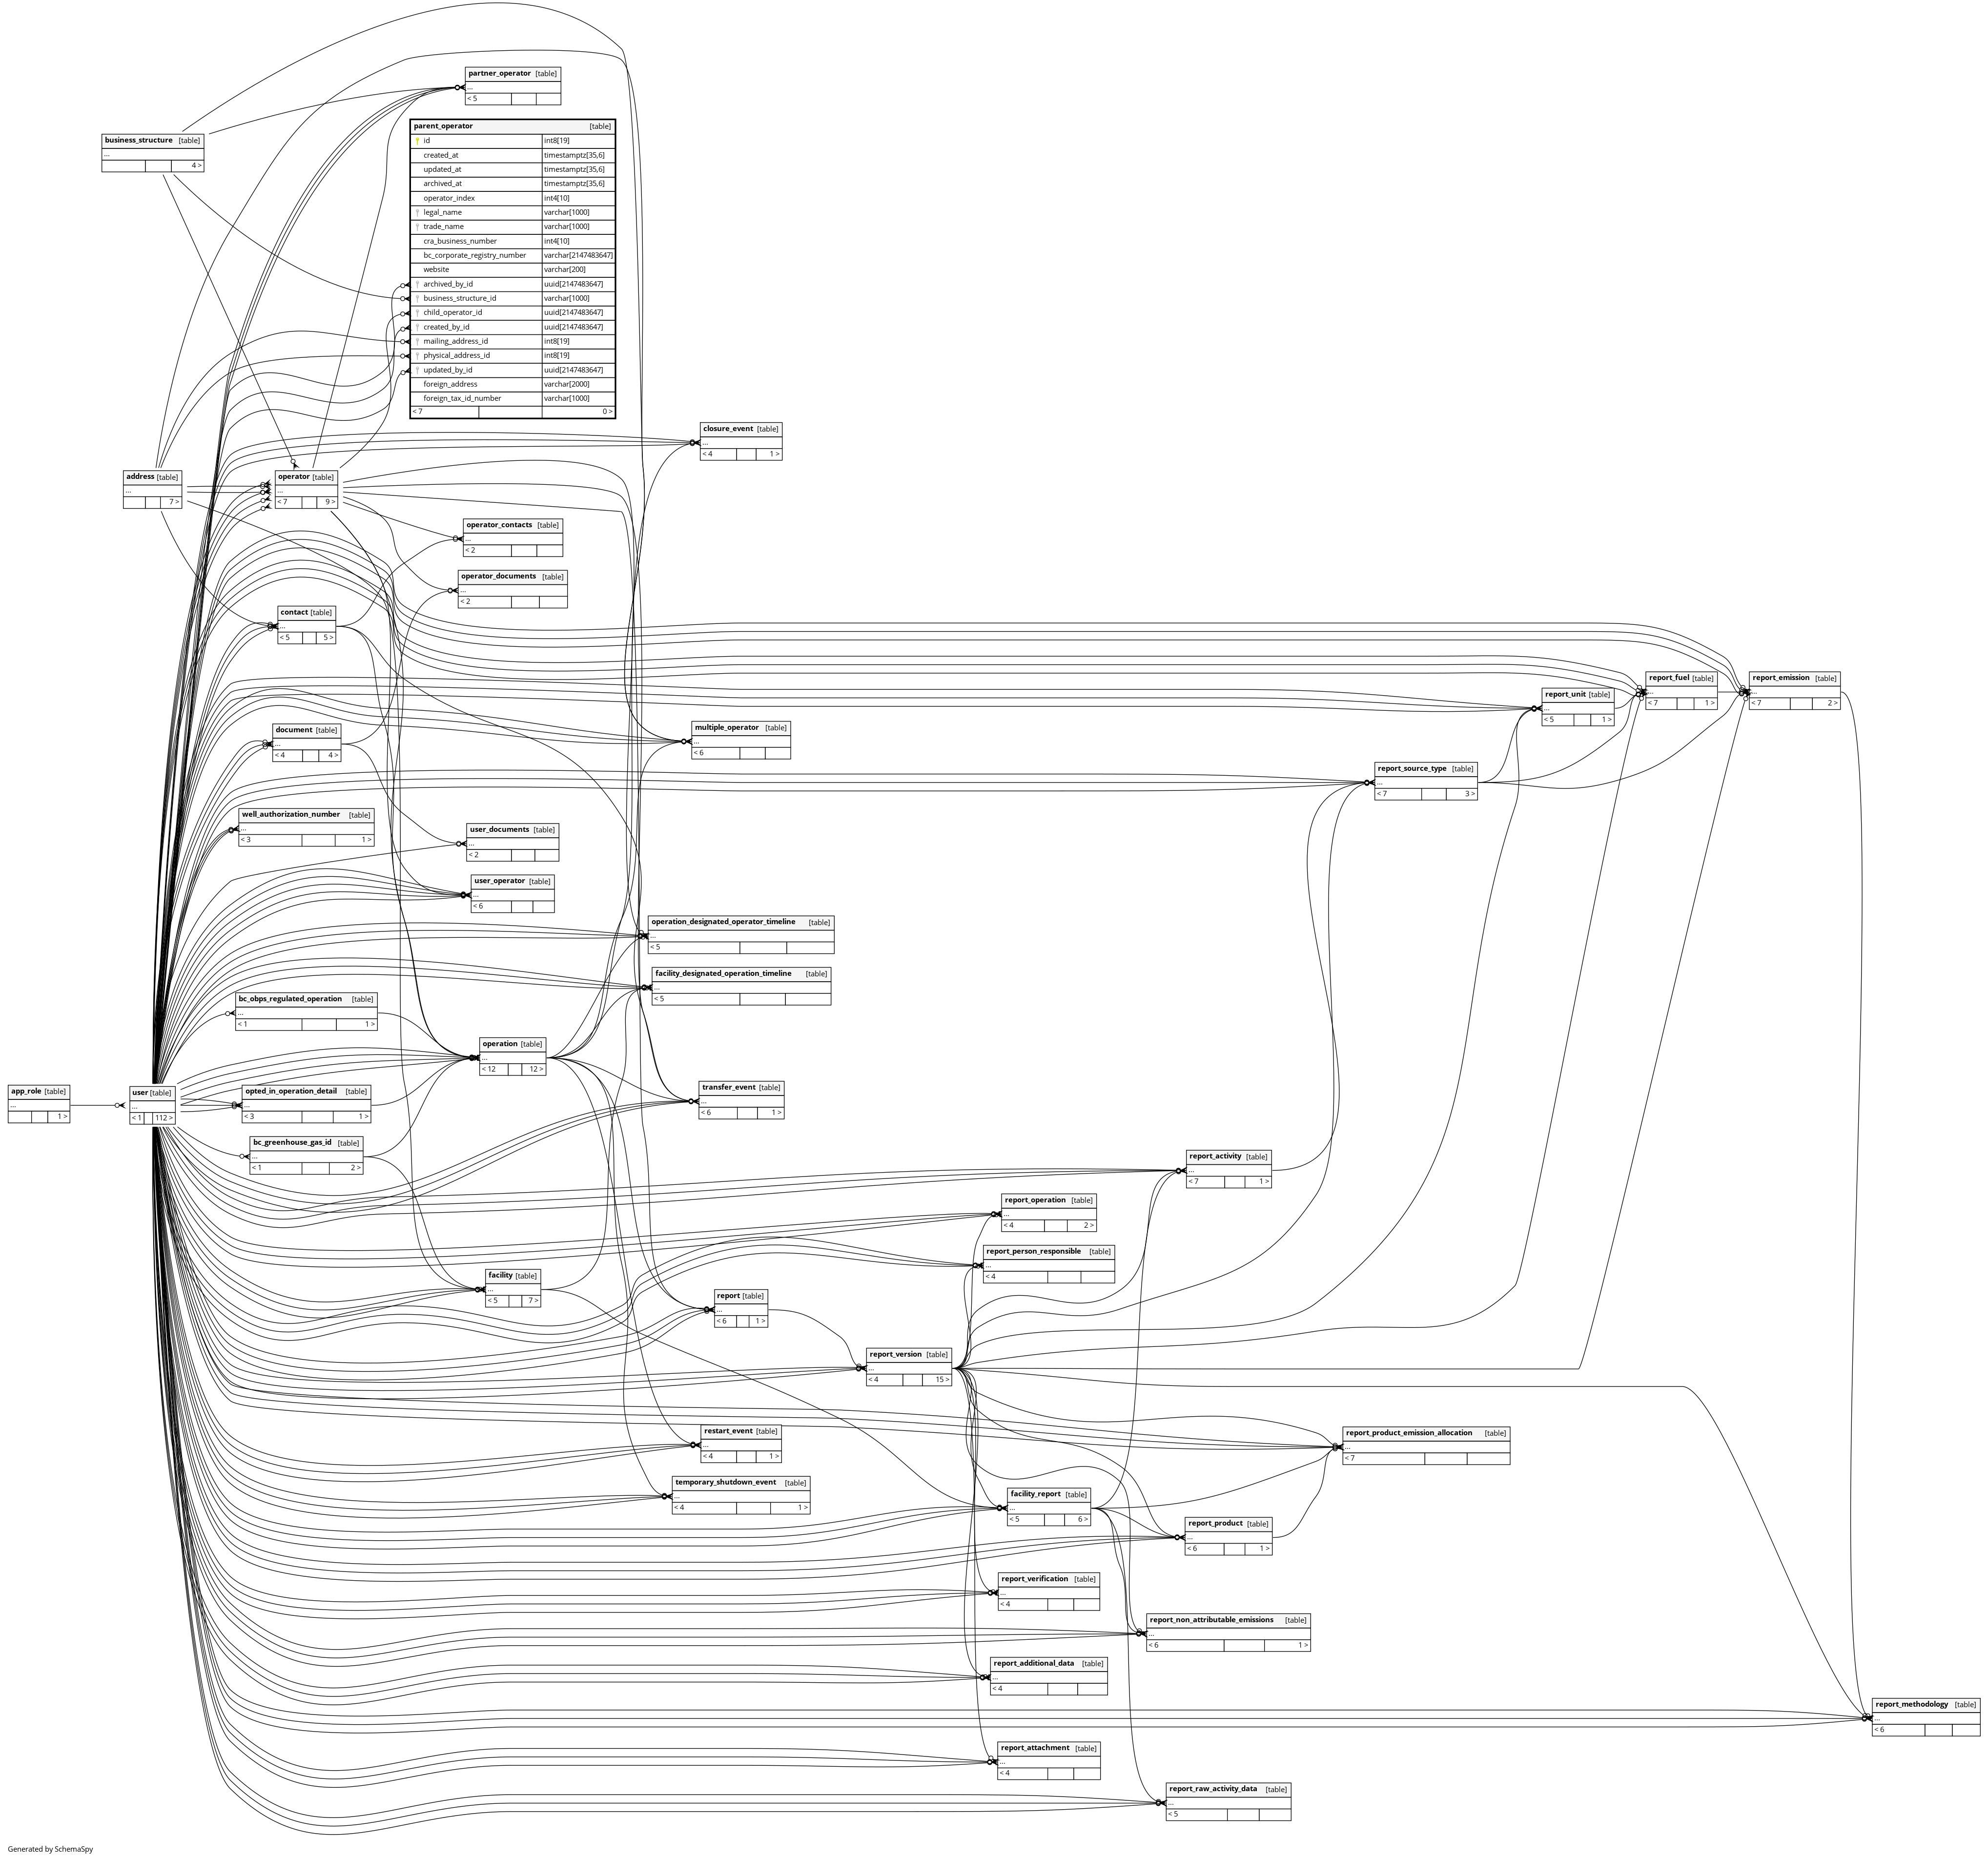 partner_operator [table]
...
< 5
parent_operator [table]
id int8[19]
created_at timestamptz[35,6]
updated_at timestamptz[35,6]
archived_at timestamptz[35,6]
operator_index int4[10]
legal_name varchar[1000]
trade_name varchar[1000]
cra_business_number int4[10]
bc_corporate_registry_number varchar[2147483647]
website varchar[200]
archived_by_id uuid[2147483647]
business_structure_id varchar[1000]
child_operator_id uuid[2147483647]
created_by_id uuid[2147483647]
mailing_address_id int8[19]
physical_address_id int8[19]
updated_by_id uuid[2147483647]
foreign_address varchar[2000]
foreign_tax_id_number varchar[1000]
< 7 0 >
business_structure [table]
...
4 >
closure_event [table]
...
< 4 1 >
address [table]
...
7 >
operator [table]
...
< 7 9 >
operator_contacts [table]
...
< 2
operator_documents [table]
...
< 2
contact [table]
...
< 5 5 >
report_fuel [table]
...
< 7 1 >
report_emission [table]
...
< 7 2 >
report_unit [table]
...
< 5 1 >
document [table]
...
< 4 4 >
multiple_operator [table]
...
< 6
report_source_type [table]
...
< 7 3 >
well_authorization_number [table]
...
< 3 1 >
user_documents [table]
...
< 2
user_operator [table]
...
< 6
operation_designated_operator_timeline [table]
...
< 5
facility_designated_operation_timeline [table]
...
< 5
bc_obps_regulated_operation [table]
...
< 1 1 >
operation [table]
...
< 12 12 >
app_role [table]
...
1 >
user [table]
...
< 1 112 >
opted_in_operation_detail [table]
...
< 3 1 >
transfer_event [table]
...
< 6 1 >
bc_greenhouse_gas_id [table]
...
< 1 2 >
report_activity [table]
...
< 7 1 >
report_operation [table]
...
< 4 2 >
report_person_responsible [table]
...
< 4
facility [table]
...
< 5 7 >
report [table]
...
< 6 1 >
report_version [table]
...
< 4 15 >
restart_event [table]
...
< 4 1 >
report_product_emission_allocation [table]
...
< 7
temporary_shutdown_event [table]
...
< 4 1 >
facility_report [table]
...
< 5 6 >
report_product [table]
...
< 6 1 >
report_verification [table]
...
< 4
report_non_attributable_emissions [table]
...
< 6 1 >
report_additional_data [table]
...
< 4
report_methodology [table]
...
< 6
report_attachment [table]
...
< 4
report_raw_activity_data [table]
...
< 5
Generated by SchemaSpy